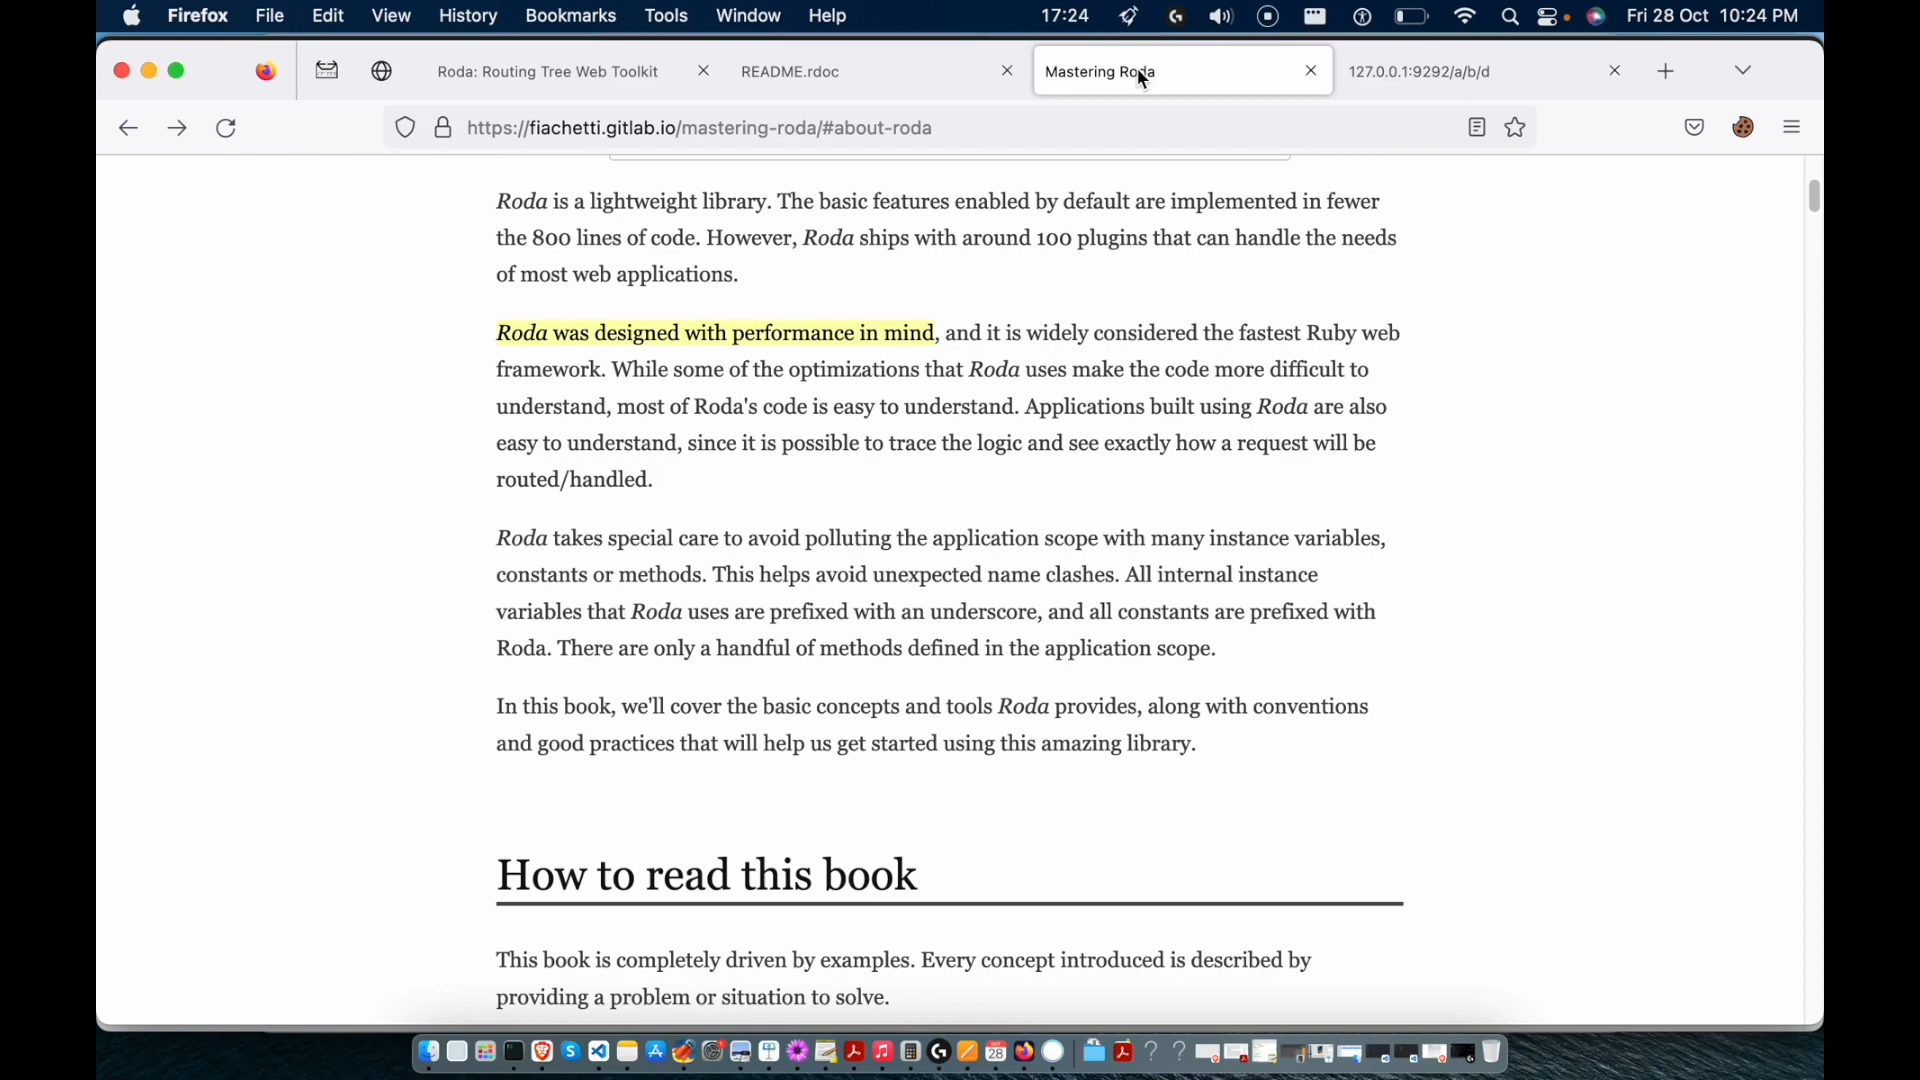 Firefox File Edit View History Bookmarks Tools Window Help 17:24 Fri 28 Oct 10:24 PM
Roda: Routing Tree Web Toolkit README.rdoc Mastering Roda 127.0.0.1:9292/a/b/d
https://fiachetti.gitlab.io/mastering-roda/#about-roda
Roda is a lightweight library. The basic features enabled by default are implemented in fewer
the 800 lines of code. However, Roda ships with around 100 plugins that can handle the needs
of most web applications.
Roda was designed with performance in mind, and it is widely considered the fastest Ruby web
framework. While some of the optimizations that Roda uses make the code more difficult to
understand, most of Roda's code is easy to understand. Applications built using Roda are also
easy to understand, since it is possible to trace the logic and see exactly how a request will be
routed/handled.
Roda takes special care to avoid polluting the application scope with many instance variables,
constants or methods. This helps avoid unexpected name clashes. All internal instance
variables that Roda uses are prefixed with an underscore, and all constants are prefixed with
Roda. There are only a handful of methods defined in the application scope.
In this book, we'll cover the basic concepts and tools Roda provides, along with conventions
and good practices that will help us get started using this amazing library.
How to read this book
This book is completely driven by examples. Every concept introduced is described by
providing a problem or situation to solve.
28